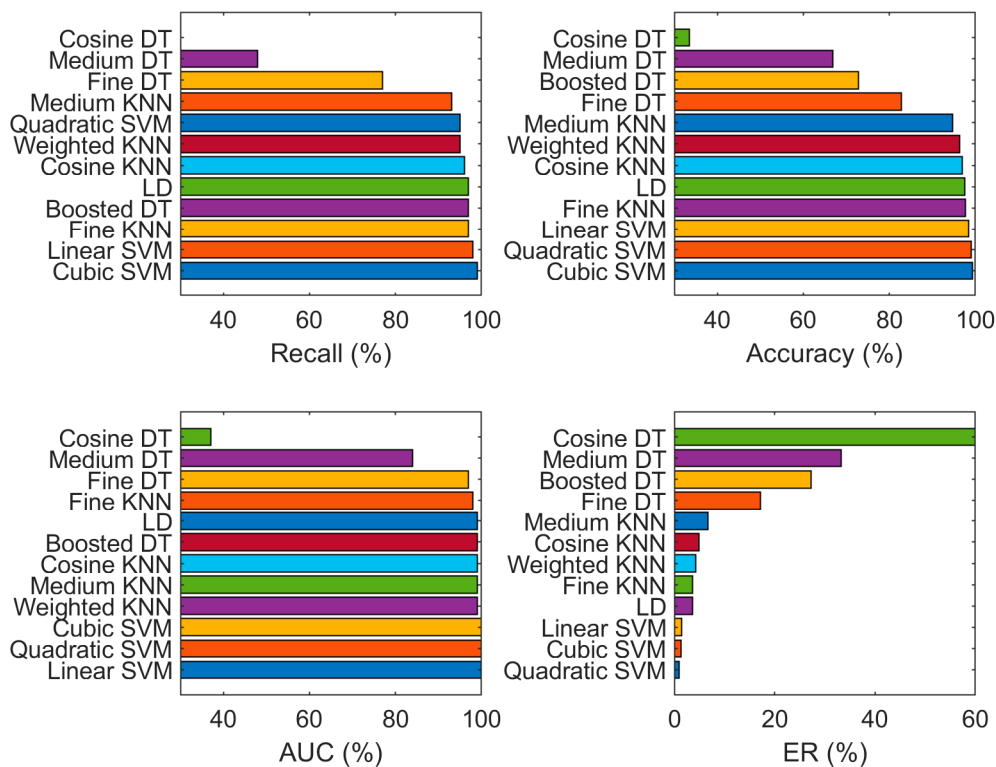 Cosine DT
Medium DT
Fine DT
Medium KNN
Quadratic SVM
Weighted KNN
Cosine KNN
LD
Boosted DT
Fine KNN
Linear SVM
Cubic SVM
40 60 80 100
Recall (%)
Cosine DT
Medium DT
Boosted DT
Fine DT
Medium KNN
Weighted KNN
Cosine KNN
LD
Fine KNN
Linear SVM
Quadratic SVM
Cubic SVM
40 60 80 100
Accuracy (%)
Cosine DT
Medium DT
Fine DT
Fine KNN
LD
Boosted DT
Cosine KNN
Medium KNN
Weighted KNN
Cubic SVM
Quadratic SVM
Linear SVM
40 60 80 100
AUC (%)
Cosine DT
Medium DT
Boosted DT
Fine DT
Medium KNN
Cosine KNN
Weighted KNN
Fine KNN
LD
Linear SVM
Cubic SVM
Quadratic SVM
0 20 40 60
ER (%)